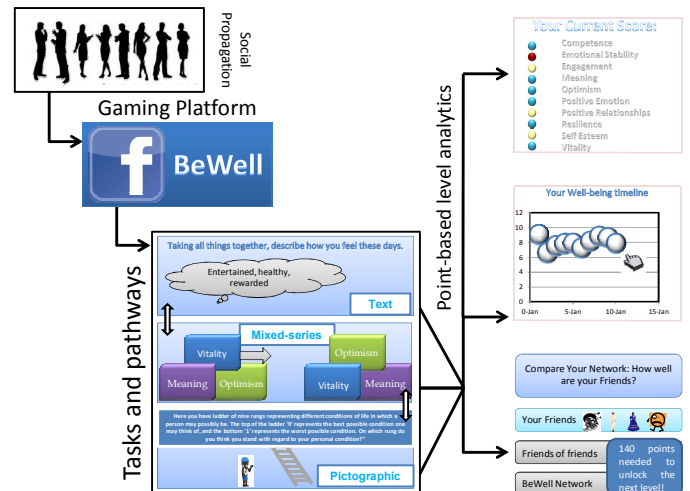 Social
Propagation
Gaming Platform
f
BeWell
Tasks and pathways
Taking all things together, describe how you feel these days.
Entertained, healthy,
rewarded
Text
Mixed-series
Vitality
Meaning
Optimism
Optimism
Vitality
Meaning
Here you have ladder of nine rungs representing different conditions of life in which a
person may possibly be. The top of the ladder '9' represents the best possible condition one
may think of, and the bottom '1' represents the worst possible condition. On which rung do
you think you stand with regard to your personal condition?"
Pictographic
Point-based level analytics
Your Current Score:
Competence
Emotional Stability
Engagement
Meaning
Optimism
Positive Emotion
Positive Relationships
Resilience
Self Esteem
Vitality
Your Well-being timeline
12
10
8
6
4
2
0
0-Jan
5-Jan
10-Jan
15-Jan
Compare Your Network: How well
are your Friends?
Your Friends
Friends of friends
BeWell Network
140 points
needed to
unlock the
next level!